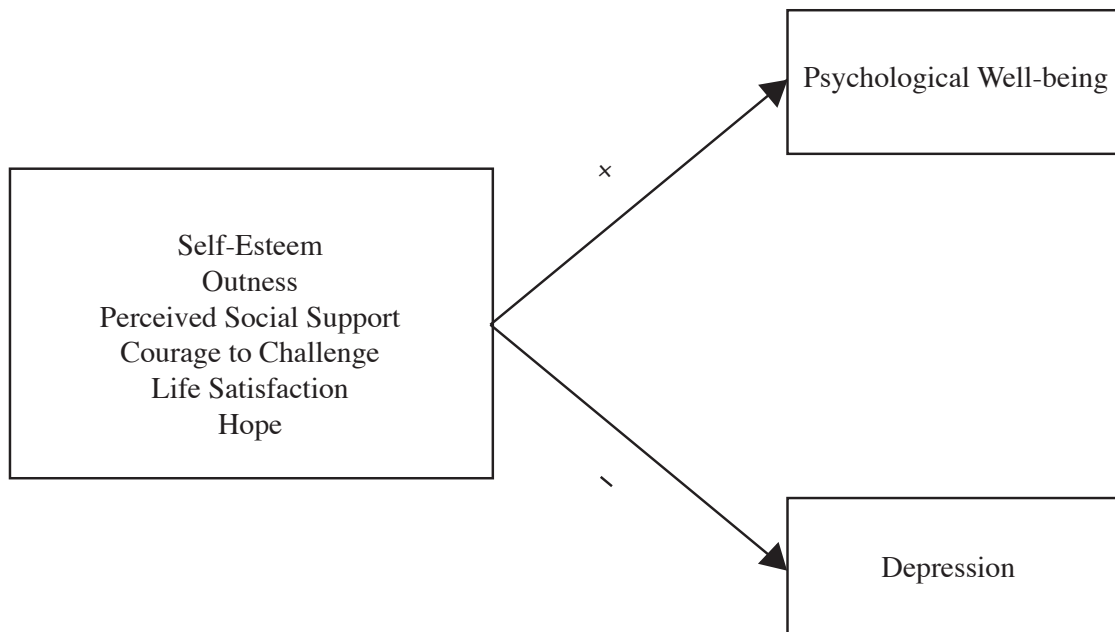 Psychological Well-being
+
Self-Esteem
Outness
Perceived Social Support
Courage to Challenge
Life Satisfaction
Hope
-
Depression